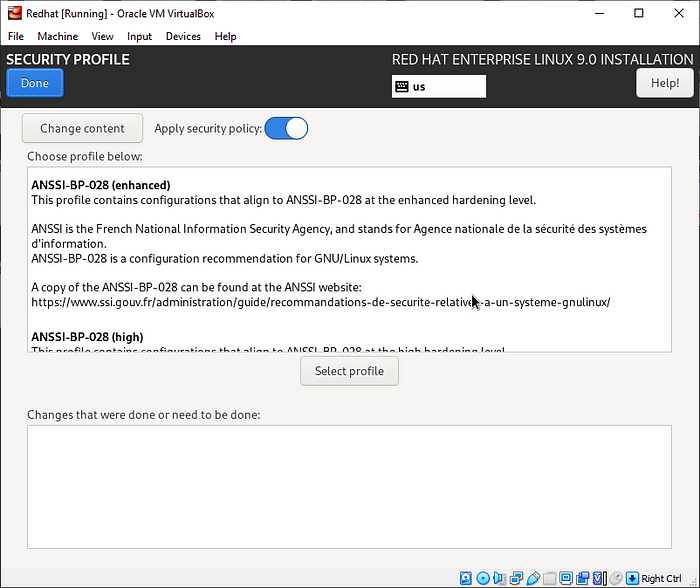 Redhat [Running] - Oracle VM VirtualBox
File Machine View Input Devices Help
SECURITY PROFILE
RED HAT ENTERPRISE LINUX 9.0 INSTALLATION
Done
us
Help!
Change content
Apply security policy:
Choose profile below:
ANSSI-BP-028 (enhanced)
This profile contains configurations that align to ANSSI-BP-028 at the enhanced hardening level.
ANSSI is the French National Information Security Agency, and stands for Agence nationale de la sécurité des systèmes
d'information.
ANSSI-BP-028 is a configuration recommendation for GNU/Linux systems.
A copy of the ANSSI-BP-028 can be found at the ANSSI website:
https://www.ssi.gouv.fr/administration/guide/recommandations-de-securite-relatives-a-un-systeme-gnulinux/
ANSSI-BP-028 (high)
This profile contains configurations that align to ANSSI-BP-028 at the high hardening level.
Select profile
Changes that were done or need to be done:
Right Ctrl